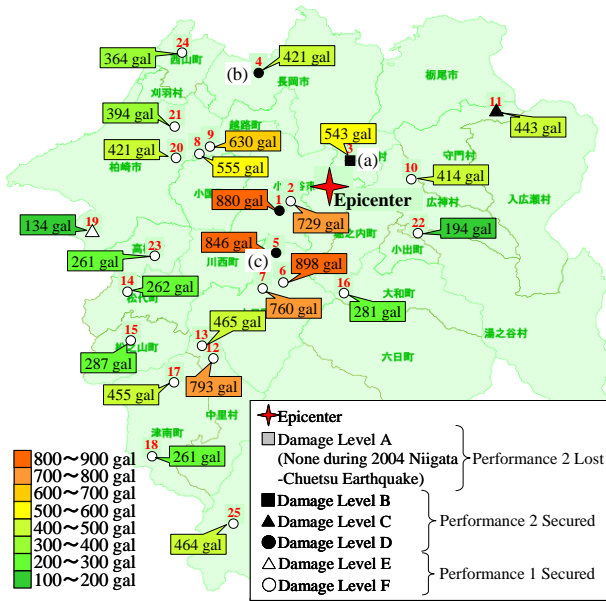 24
364 gal
西山町
4
421 gal
(b)
長岡市
栃尾市
刈羽村
394 gal
21
越路町
9
630 gal
543 gal
3
(a)
村
11
443 gal
守門村
421 gal
20
柏崎市
8
555 gal
小国
小
谷市
10
414 gal
Epicenter
広神村
入広瀬村
880 gal
1
2
729 gal
134 gal
19
之内町
22
194 gal
小出町
261 gal
23
高
川西町
846 gal
5
(c)
6
898 gal
14
262 gal
松代町
7
760 gal
16
281 gal
大和町
湯之谷村
15
之山町
287 gal
13
465 gal
12
793 gal
六日町
17
455 gal
中里村
津南町
18
261 gal
25
464 gal
800~900 gal
700~800 gal
600~700 gal
500~600 gal
400~500 gal
300~400 gal
200~300 gal
100~200 gal
Epicenter
Damage Level A
(None during 2004 Niigata
-Chuetsu Earthquake)
Performance 2 Lost
Damage Level B
Damage Level C
Damage Level D
Performance 2 Secured
Damage Level E
Damage Level F
Performance 1 Secured